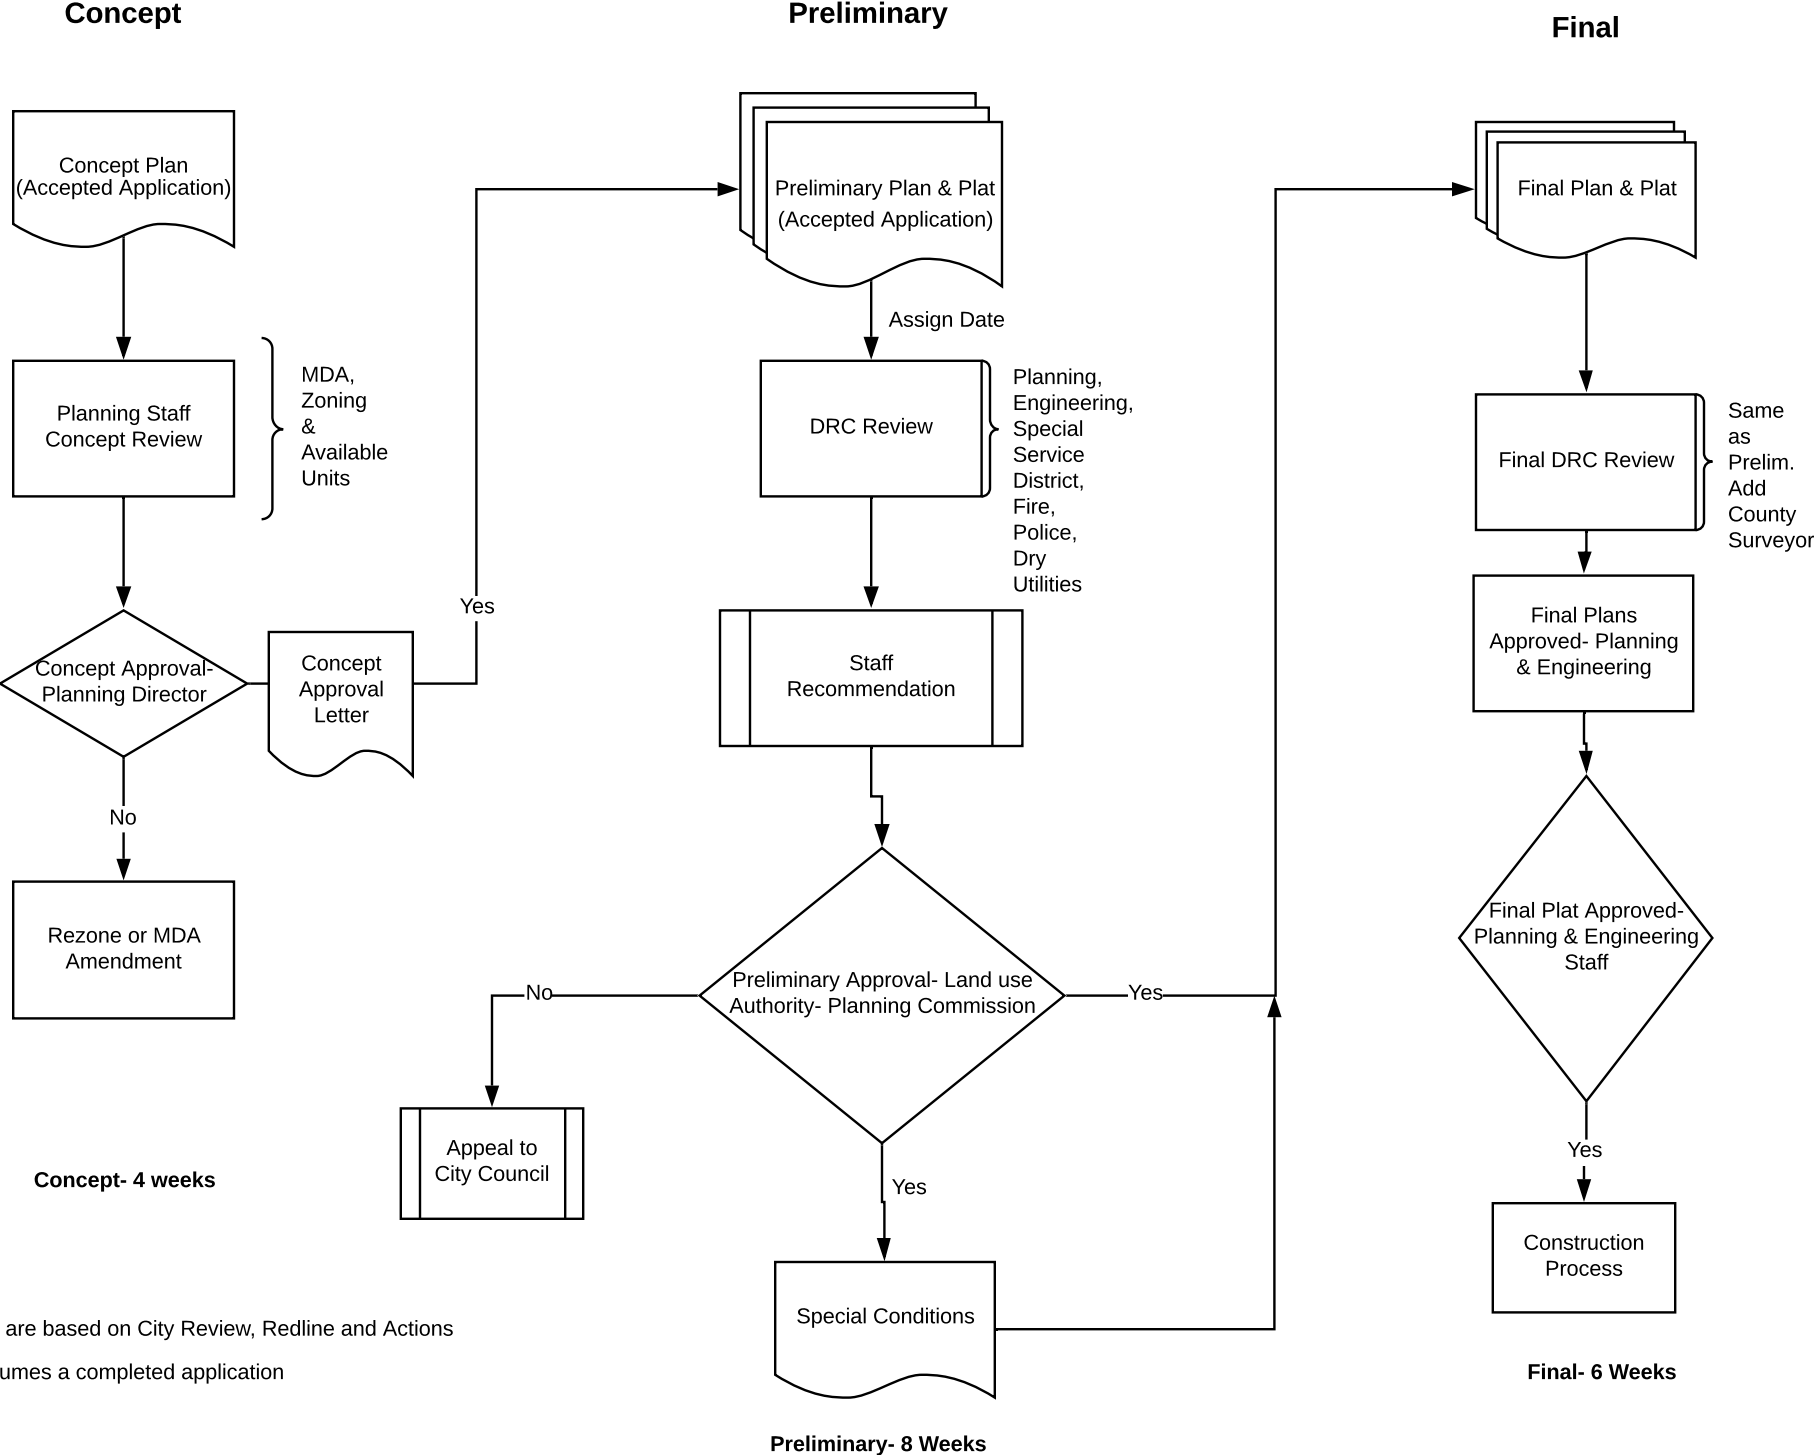 Concept
Concept Plan
(Accepted Application)
Planning Staff
Concept Review
MDA,
Zoning
&
Available
Units
Concept Approval-
Planning Director
Concept
Approval
Letter
Yes
No
Rezone or MDA
Amendment
Concept- 4 weeks
are based on City Review, Redline and Actions
umes a completed application
Preliminary
Preliminary Plan & Plat
(Accepted Application)
Assign Date
DRC Review
Planning,
Engineering,
Special
Service
District,
Fire,
Police,
Dry
Utilities
Staff
Recommendation
Preliminary Approval- Land use
Authority- Planning Commission
No
Yes
Appeal to
City Council
Yes
Special Conditions
Preliminary- 8 Weeks
Final
Final Plan & Plat
Final DRC Review
Same
as
Prelim.
Add
County
Surveyor
Final Plans
Approved- Planning
& Engineering
Final Plat Approved-
Planning & Engineering
Staff
Yes
Construction
Process
Final- 6 Weeks